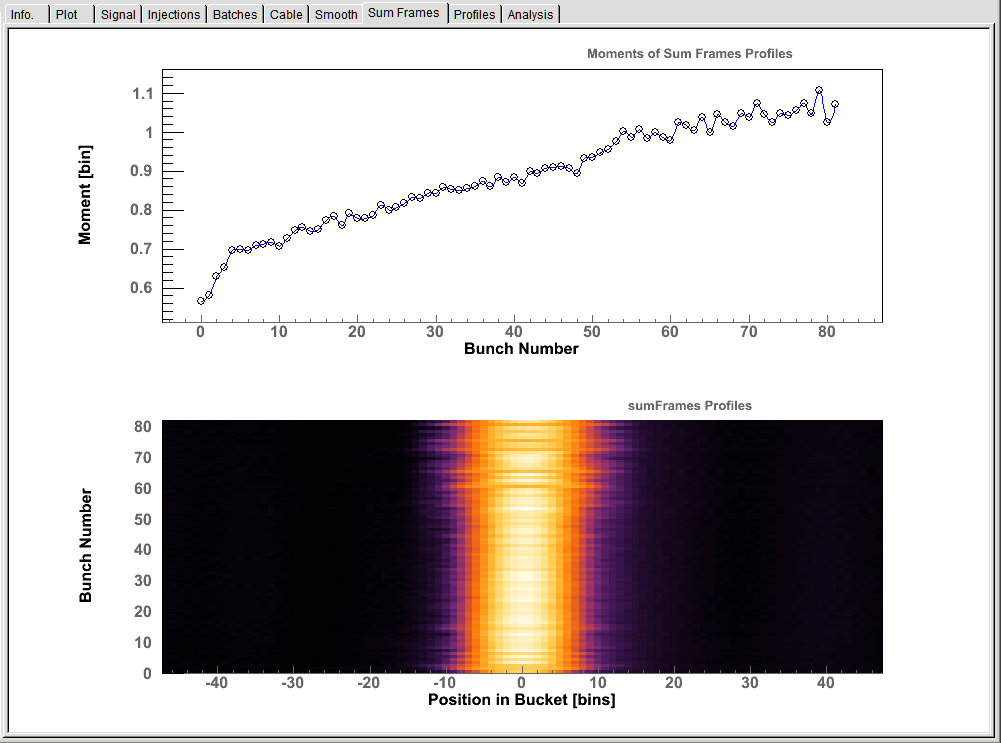 Info. Plot Signal Injections Batches Cable Smooth Sum Frames Profiles Analysis
Moments of Sum Frames Profiles
Moment [bin]
1.1
1
0.9
0.8
0.7
0.6
0 10 20 30 40 50 60 70 80
Bunch Number
sumFrames Profiles
Bunch Number
80
70
60
50
40
30
20
10
0
-40 -30 -20 -10 0 10 20 30 40
Position in Bucket [bins]